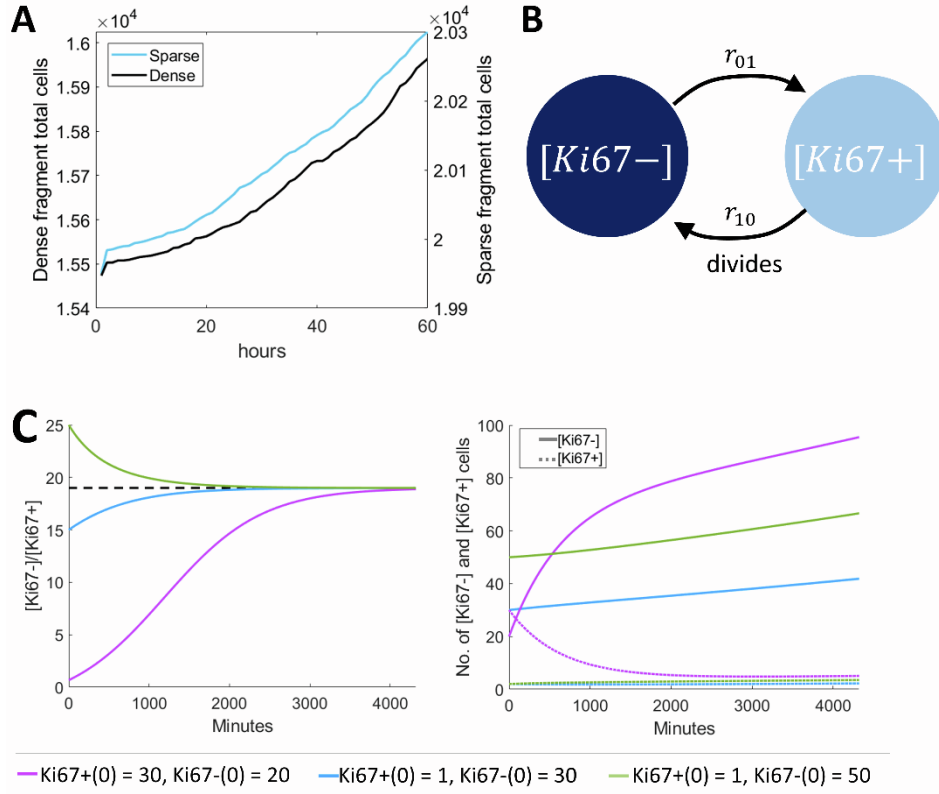 A
×10⁴
×10⁴
1.6
1.59
1.58
1.57
1.56
1.55
1.54
2.03
2.02
2.01
2
1.99
Sparse
Dense
Dense fragment total cells
Sparse fragment total cells
0
20
40
60
hours
B
r₀₁
[Ki67−]
[Ki67+]
r₁₀
divides
C
25
20
15
10
5
0
[Ki67-]/[Ki67+]
0
1000
2000
3000
4000
Minutes
100
80
60
40
20
0
[Ki67-]
[Ki67+]
No. of [Ki67-] and [Ki67+] cells
0
1000
2000
3000
4000
Minutes
Ki67+(0) = 30, Ki67-(0) = 20
Ki67+(0) = 1, Ki67-(0) = 30
Ki67+(0) = 1, Ki67-(0) = 50